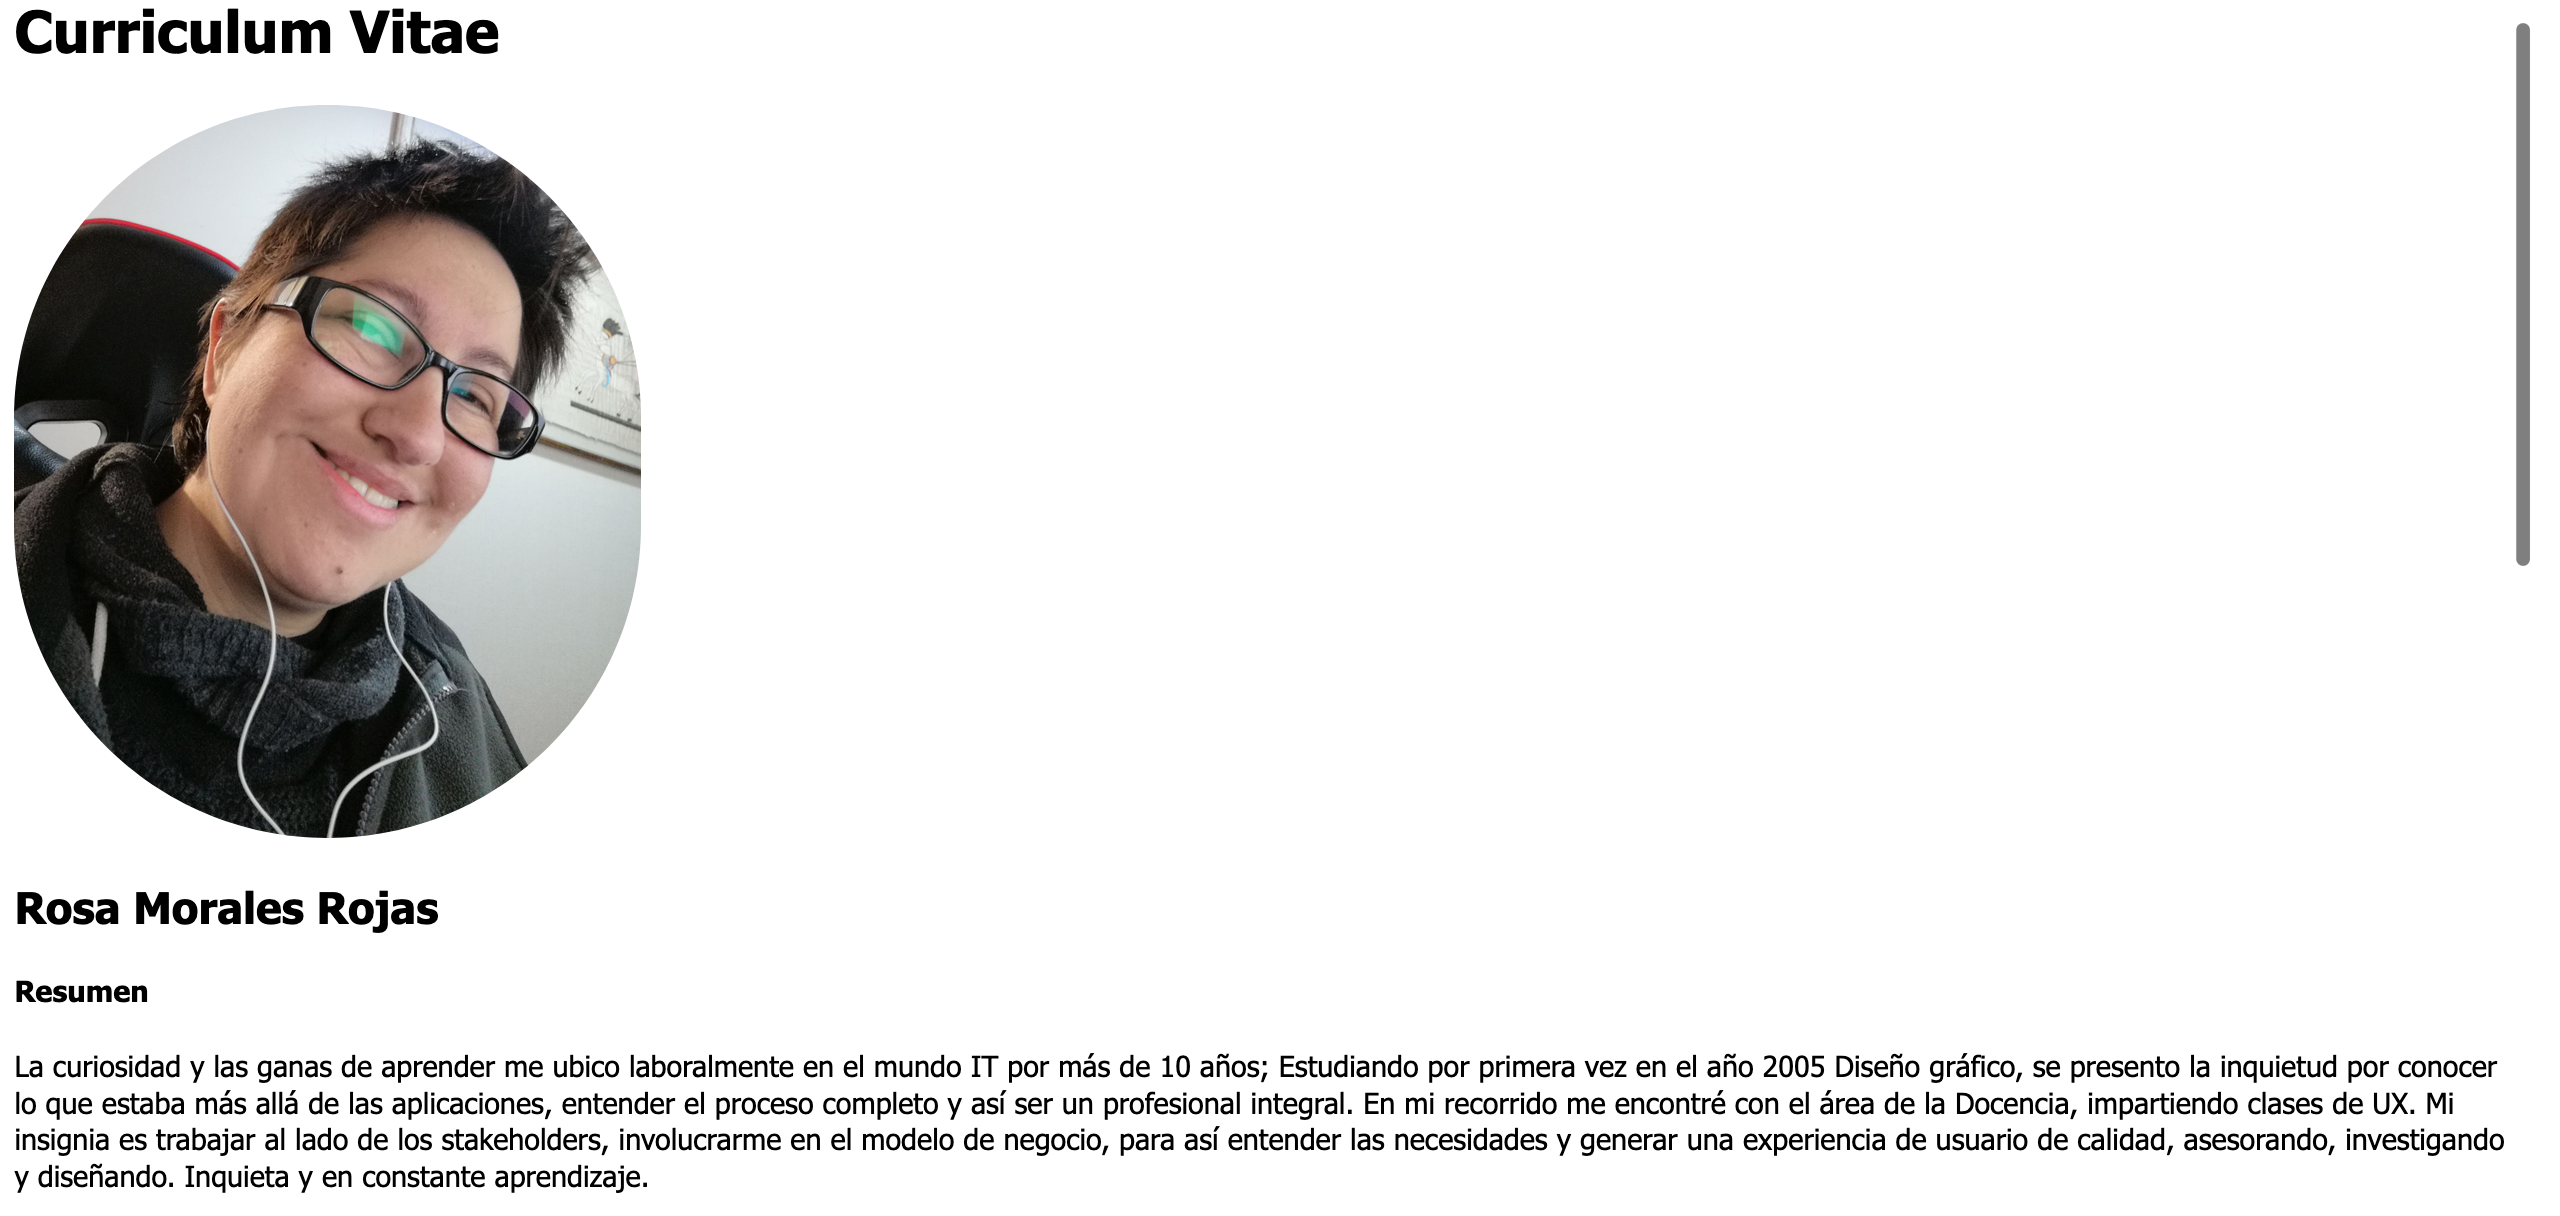 Curriculum Vitae
Rosa Morales Rojas
Resumen
La curiosidad y las ganas de aprender me ubico laboralmente en el mundo IT por más de 10 años; Estudiando por primera vez en el año 2005 Diseño gráfico, se presento la inquietud por conocer
lo que estaba más allá de las aplicaciones, entender el proceso completo y así ser un profesional integral. En mi recorrido me encontré con el área de la Docencia, impartiendo clases de UX. Mi
insignia es trabajar al lado de los stakeholders, involucrarme en el modelo de negocio, para así entender las necesidades y generar una experiencia de usuario de calidad, asesorando, investigando
y diseñando. Inquieta y en constante aprendizaje.